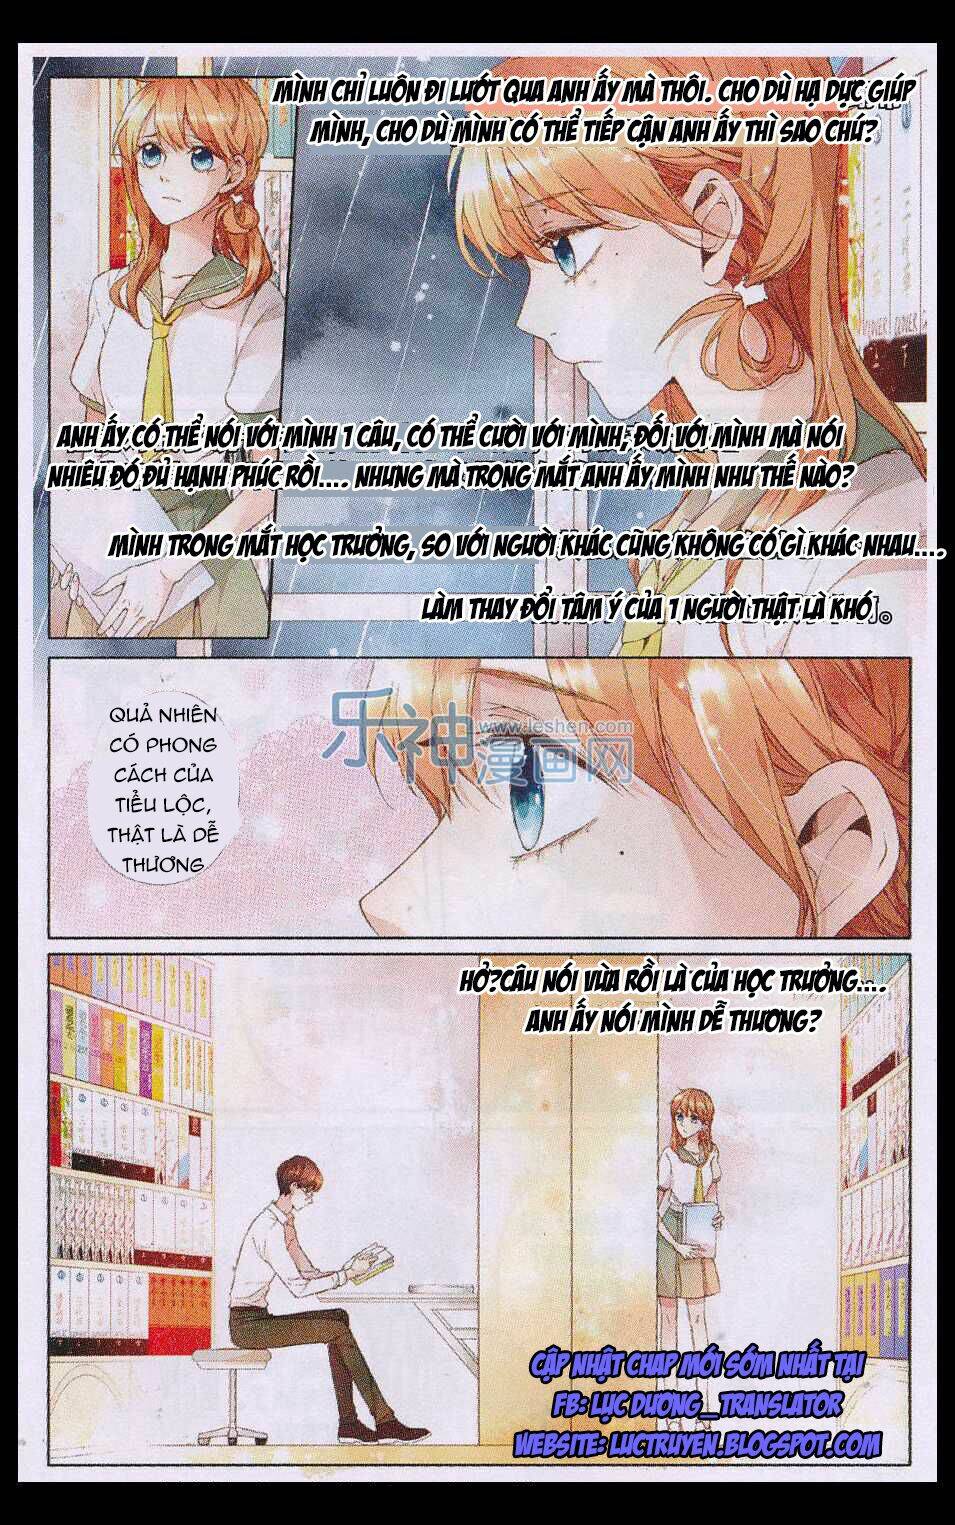 MÌNH CHỈ LUÔN ĐI LƯỚT QUA ANH ẤY MÀ THÔI. CHO DÙ HẠ DỤC GIÚP
MÌNH, CHO DÙ MÌNH CÓ THỂ TIẾP CẬN ANH ẤY THÌ SAO CHỨ?
ANH ẤY CÓ THỂ NÓI VỚI MÌNH 1 CÂU, CÓ THỂ CƯỜI VỚI MÌNH, ĐỐI VỚI MÌNH MÀ NÓI
NHIÊU ĐÓ ĐỦ HẠNH PHÚC RỒI.... NHƯNG MÀ TRONG MẮT ANH ẤY MÌNH NHƯ THẾ NÀO?
MÌNH TRONG MẮT HỌC TRƯỞNG, SO VỚI NGƯỜI KHÁC CŨNG KHÔNG CÓ GÌ KHÁC NHAU....
LÀM THAY ĐỔI TÂM Ý CỦA 1 NGƯỜI THẬT LÀ KHÓ
乐神 www.leshen.com
漫画网
QUẢ NHIÊN
CÓ PHONG
CÁCH CỦA
TIỂU LỘC,
THẬT LÀ DỄ
THƯƠNG
HỞ?CÂU NÓI VỪA RỒI LÀ CỦA HỌC TRƯỞNG....
ANH ẤY NÓI MÌNH DỄ THƯƠNG?
CẬP NHẬT CHAP MỚI SỚM NHẤT TẠI
FB: LỤC DƯƠNG_TRANSLATOR
WEBSITE: LUCTRUYEN.BLOGSPOT.COM